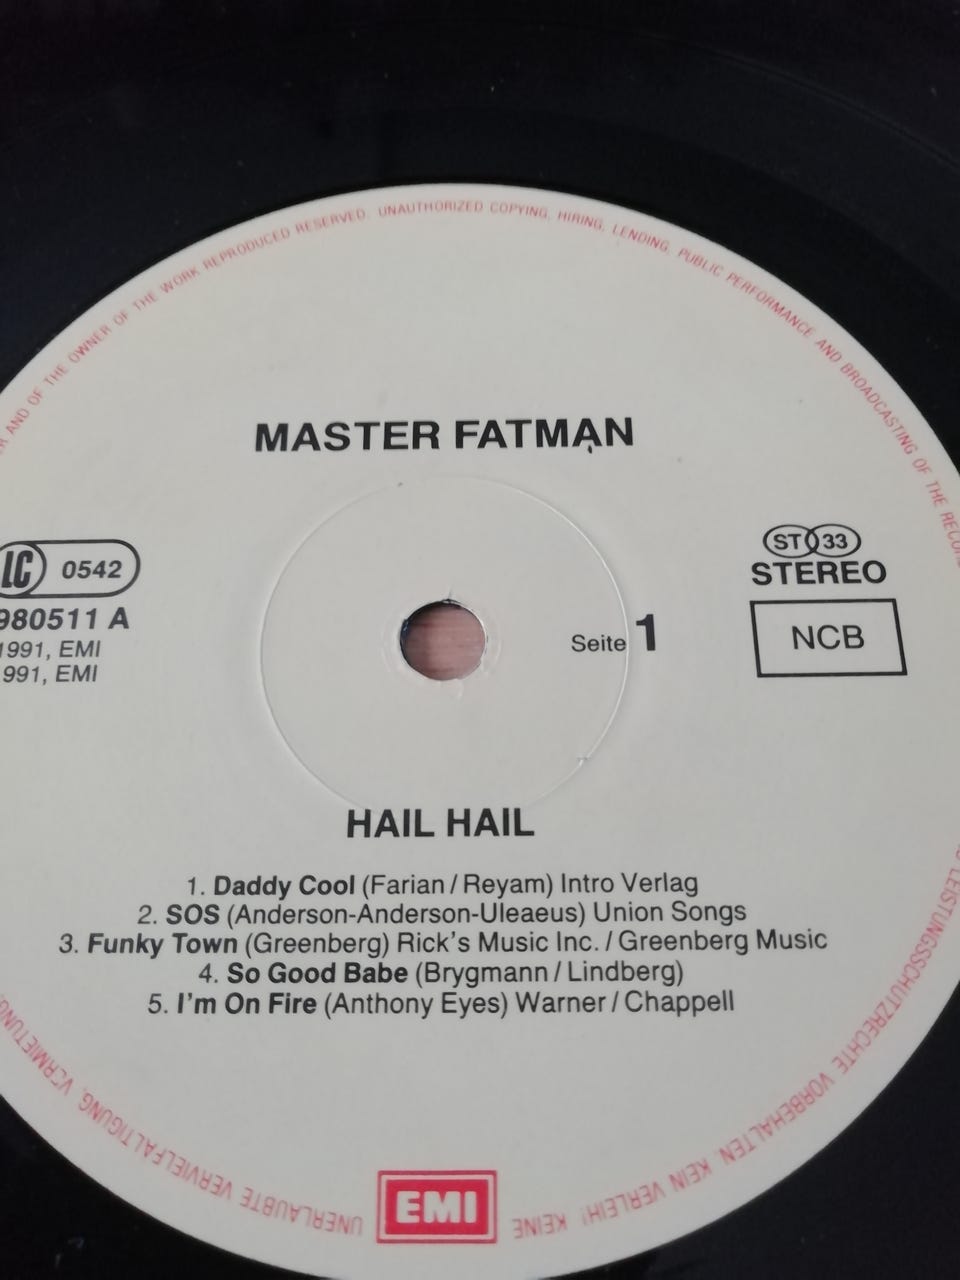 R AND OF THE OWNER OF THE WORK REPRODUCED RESERVED. UNAUTHORIZED COPYING, HIRING, LENDING, PUBLIC PERFORMANCE AND BROADCASTING OF THE RECORD
MASTER FATMAN
LC 0542
980511 A
1991, EMI
991, EMI
ST 33
STEREO
NCB
Seite 1
HAIL HAIL
1. Daddy Cool (Farian / Reyam) Intro Verlag
2. SOS (Anderson-Anderson-Uleaeus) Union Songs
3. Funky Town (Greenberg) Rick's Music Inc. / Greenberg Music
4. So Good Babe (Brygmann / Lindberg)
5. I'm On Fire (Anthony Eyes) Warner / Chappell
LEISTUNGSSCHUTZRECHTE VORBEHALTEN. KEIN VERLEIH! KEINE
UNERLAUBTE VERVIELFALTIGUNG, VERMIETUNG,
EMI